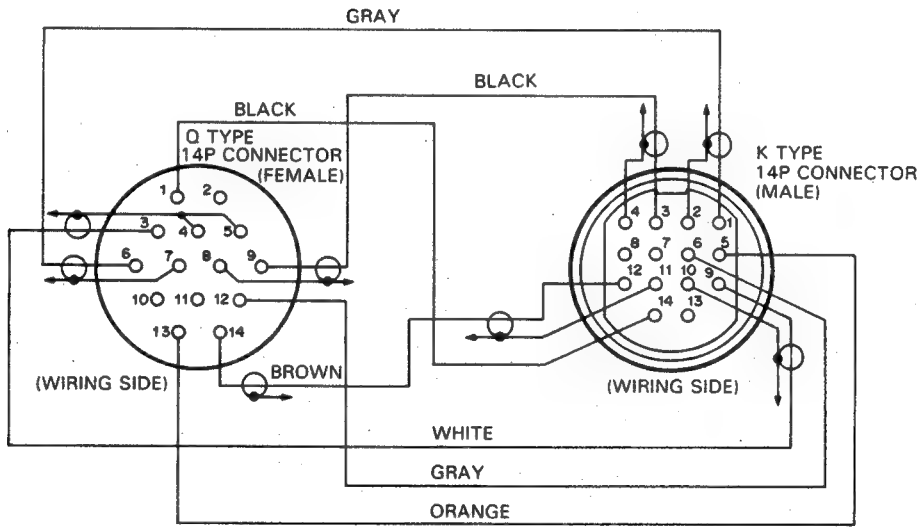 GRAY
BLACK
BLACK
Q TYPE
14P CONNECTOR
(FEMALE)
K TYPE
14P CONNECTOR
(MALE)
1 2
3 4 5
6 7 8 9
10 11 12
13 14
4 3 2 1
8 7 6 5
12 11 10 9
14 13
(WIRING SIDE)
BROWN
(WIRING SIDE)
WHITE
GRAY
ORANGE